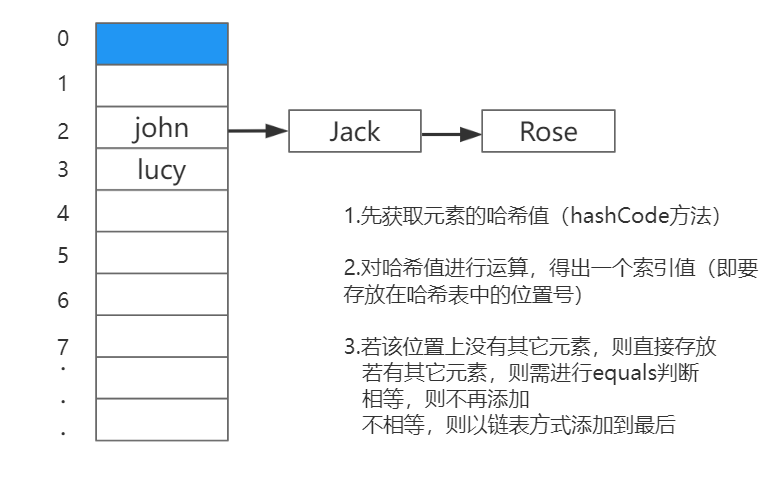 0
1
2 john Jack Rose
3 lucy
4
5
6
7
.
.
.
1.先获取元素的哈希值（hashCode方法）
2.对哈希值进行运算，得出一个索引值（即要
存放在哈希表中的位置号）
3.若该位置上没有其它元素，则直接存放
若有其它元素，则需进行equals判断
相等，则不再添加
不相等，则以链表方式添加到最后